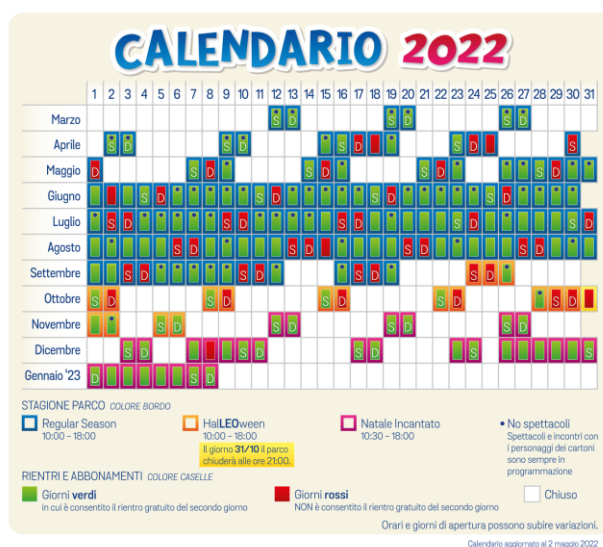 CALENDARIO 2022
1 2 3 4 5 6 7 8 9 10 11 12 13 14 15 16 17 18 19 20 21 22 23 24 25 26 27 28 29 30 31
Marzo S D S D S D
Aprile S D S D S D S D S
Maggio D S D S D S D S D
Giugno S D S D S D S D
Luglio S D S D S D S D S D
Agosto S D S D S D S D
Settembre S D S D S D S D
Ottobre S D S D S D S D S D
Novembre S D S D S D S D
Dicembre S D S D S D S S
Gennaio '23 D S D
STAGIONE PARCO COLORE BORDO
Regular Season
10:00 - 18:00
HalLEOween
10:00 - 18:00
Il giorno 31/10 il parco
chiuderà alle ore 21:00.
Natale Incantato
10:30 - 18:00
• No spettacoli
Spettacoli e incontri con
i personaggi dei cartoni
sono sempre in
programmazione
RIENTRI E ABBONAMENTI COLORE CASELLE
Giorni verdi
in cui è consentito il rientro gratuito del secondo giorno
Giorni rossi
NON è consentito il rientro gratuito del secondo giorno
Chiuso
Orari e giorni di apertura possono subire variazioni.
Calendario aggiornato al 2 maggio 2022